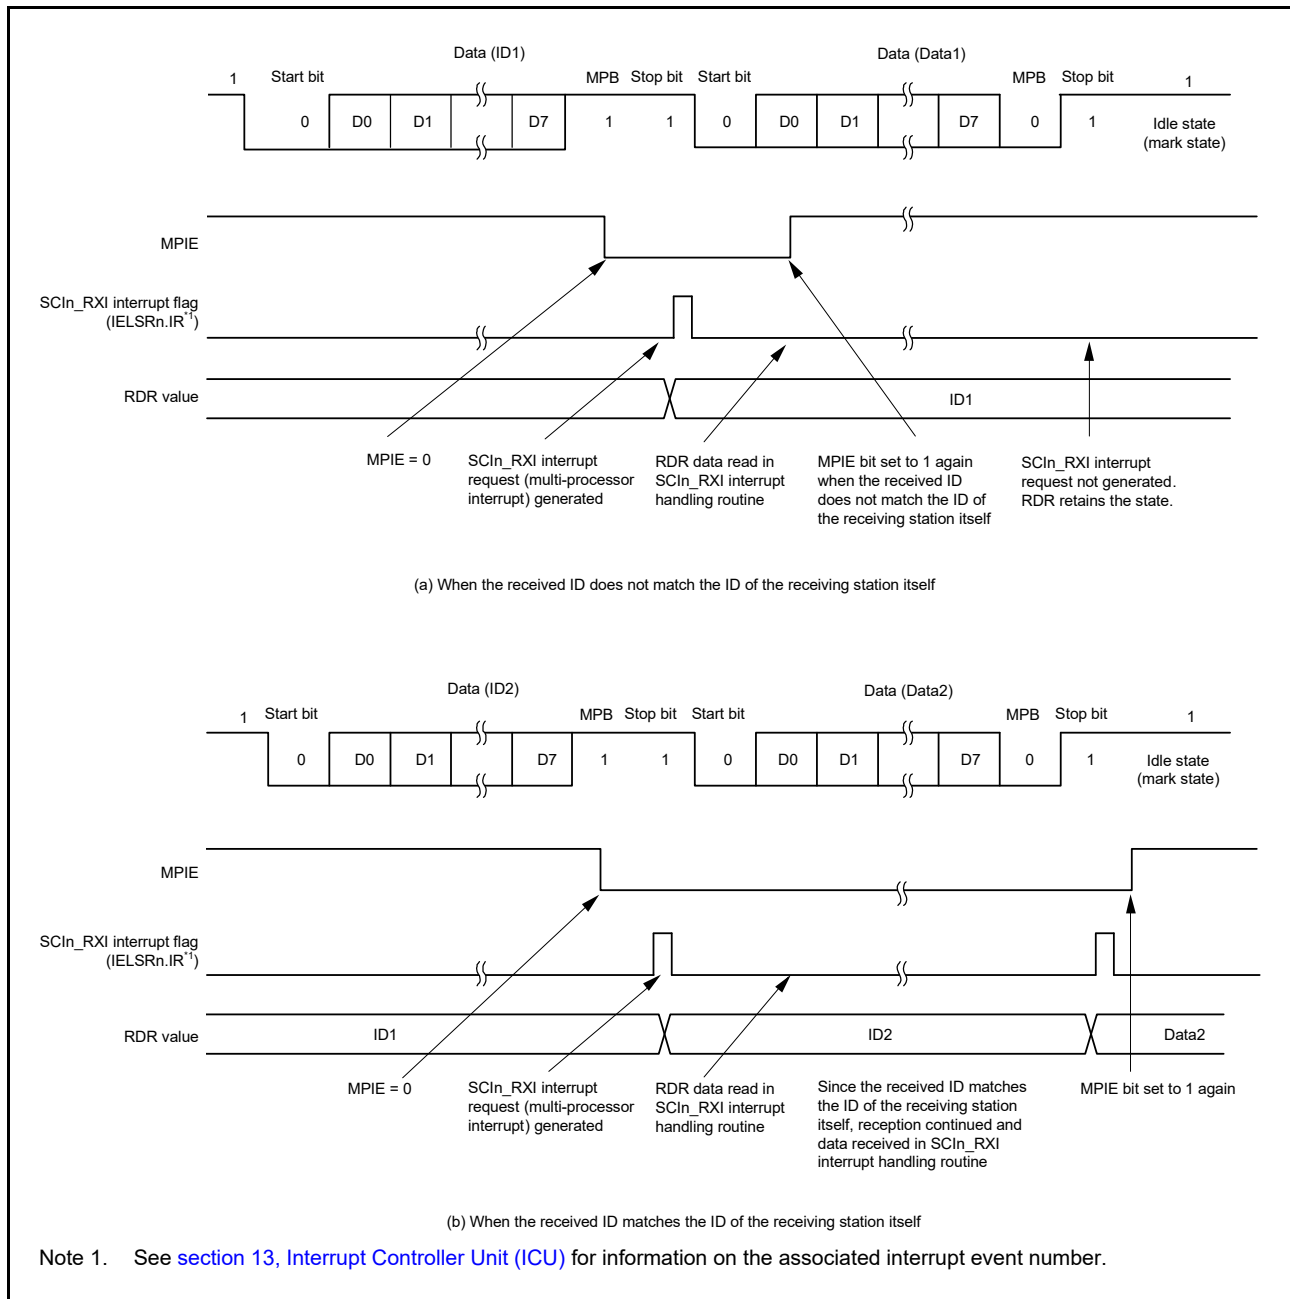 Data (ID1) Data (Data1)
1 Start bit MPB Stop bit Start bit MPB Stop bit 1
0 D0 D1 D7 1 1 0 D0 D1 D7 0 1 Idle state
(mark state)
MPIE
SCIn_RXI interrupt flag
(IELSRn.IR*1)
RDR value
ID1
MPIE = 0
SCIn_RXI interrupt
request (multi-processor
interrupt) generated
RDR data read in
SCIn_RXI interrupt
handling routine
MPIE bit set to 1 again
when the received ID
does not match the ID of
the receiving station itself
SCIn_RXI interrupt
request not generated.
RDR retains the state.
(a) When the received ID does not match the ID of the receiving station itself
Data (ID2) Data (Data2)
1 Start bit MPB Stop bit Start bit MPB Stop bit 1
0 D0 D1 D7 1 1 0 D0 D1 D7 0 1 Idle state
(mark state)
MPIE
SCIn_RXI interrupt flag
(IELSRn.IR*1)
RDR value
ID1 ID2 Data2
MPIE = 0
SCIn_RXI interrupt
request (multi-processor
interrupt) generated
RDR data read in
SCIn_RXI interrupt
handling routine
Since the received ID matches
the ID of the receiving station
itself, reception continued and
data received in SCIn_RXI
interrupt handling routine
MPIE bit set to 1 again
(b) When the received ID matches the ID of the receiving station itself
Note 1. See section 13, Interrupt Controller Unit (ICU) for information on the associated interrupt event number.